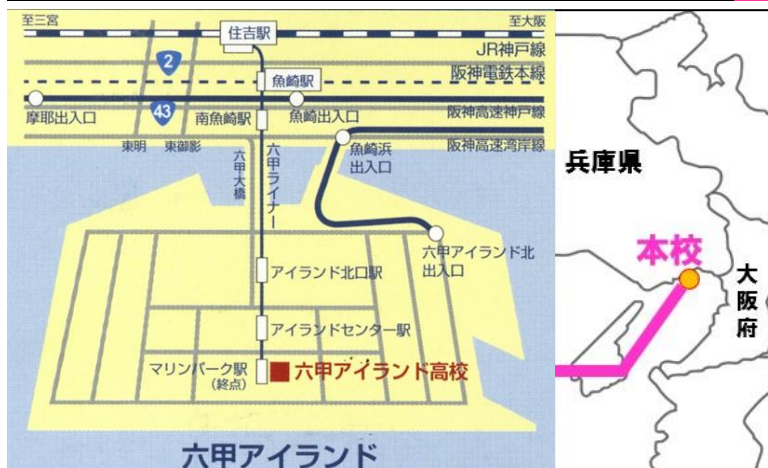 至三宮
至大阪
住吉駅
JR神戸線
2
阪神電鉄本線
魚崎駅
43
摩耶出入口
南魚崎駅
魚崎出入口
阪神高速神戸線
東明
東御影
魚崎浜
出入口
阪神高速湾岸線
六甲大橋
六甲ライナー
六甲アイランド北
出入口
アイランド北口駅
アイランドセンター駅
マリンパーク駅
(終点)
六甲アイランド高校
六甲アイランド
兵庫県
本校
大阪府